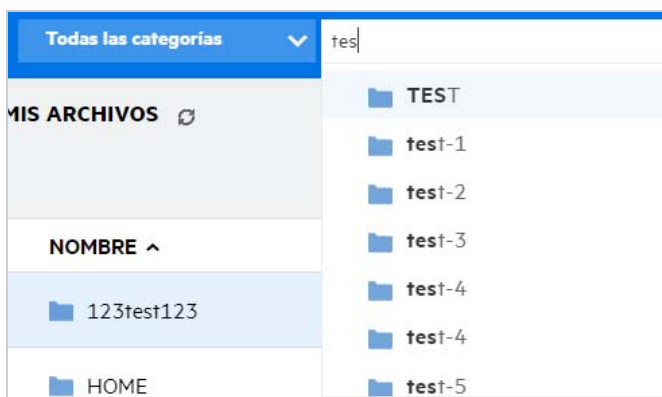 Todas las categorías
tes
MIS ARCHIVOS
NOMBRE
123test123
HOME
TEST
test-1
test-2
test-3
test-4
test-4
test-5